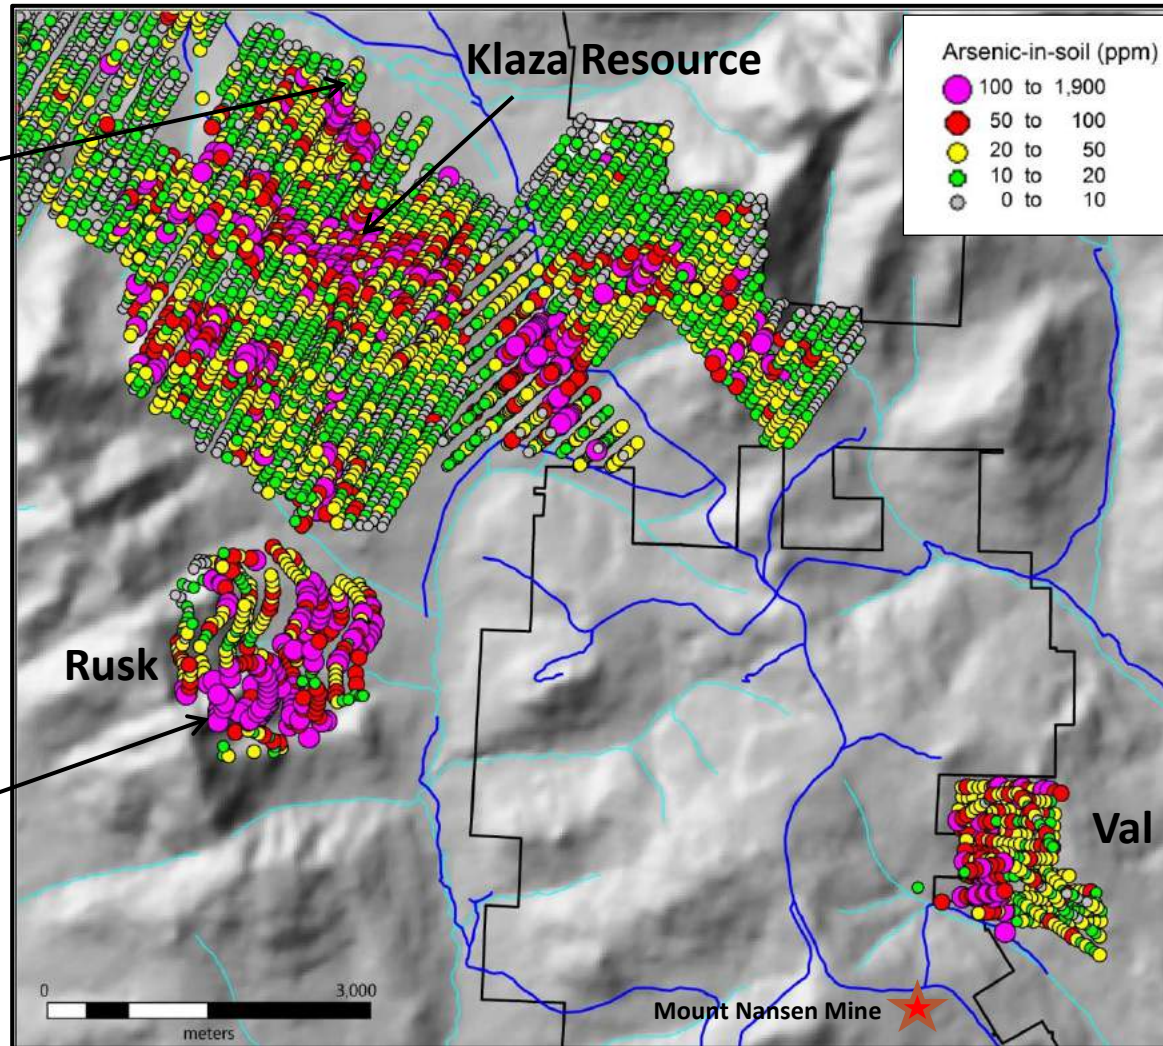 Klaza Resource
Arsenic-in-soil (ppm)
100 to 1,900
50 to 100
20 to 50
10 to 20
0 to 10
Rusk
Val
0 3,000
meters
Mount Nansen Mine